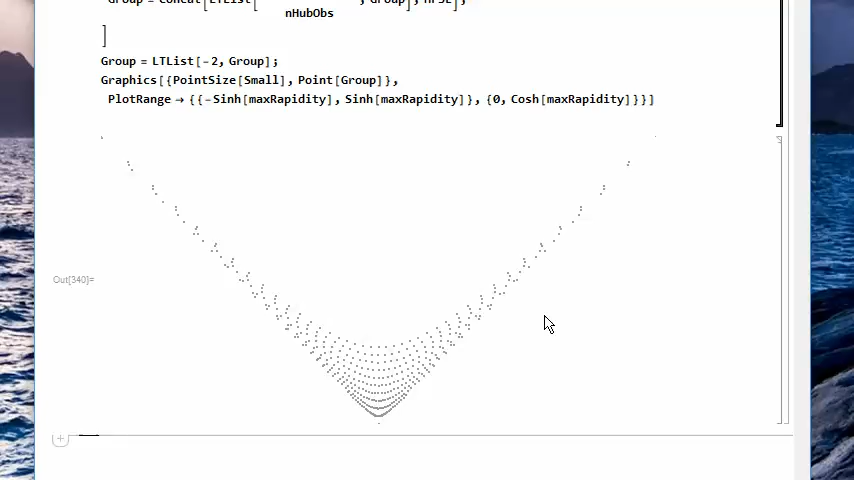 nHubObs
]
Group = LTList[-2, Group];
Graphics[{PointSize[Small], Point[Group]},
PlotRange → {{-Sinh[maxRapidity], Sinh[maxRapidity]}, {0, Cosh[maxRapidity]}}]
Out[340]=